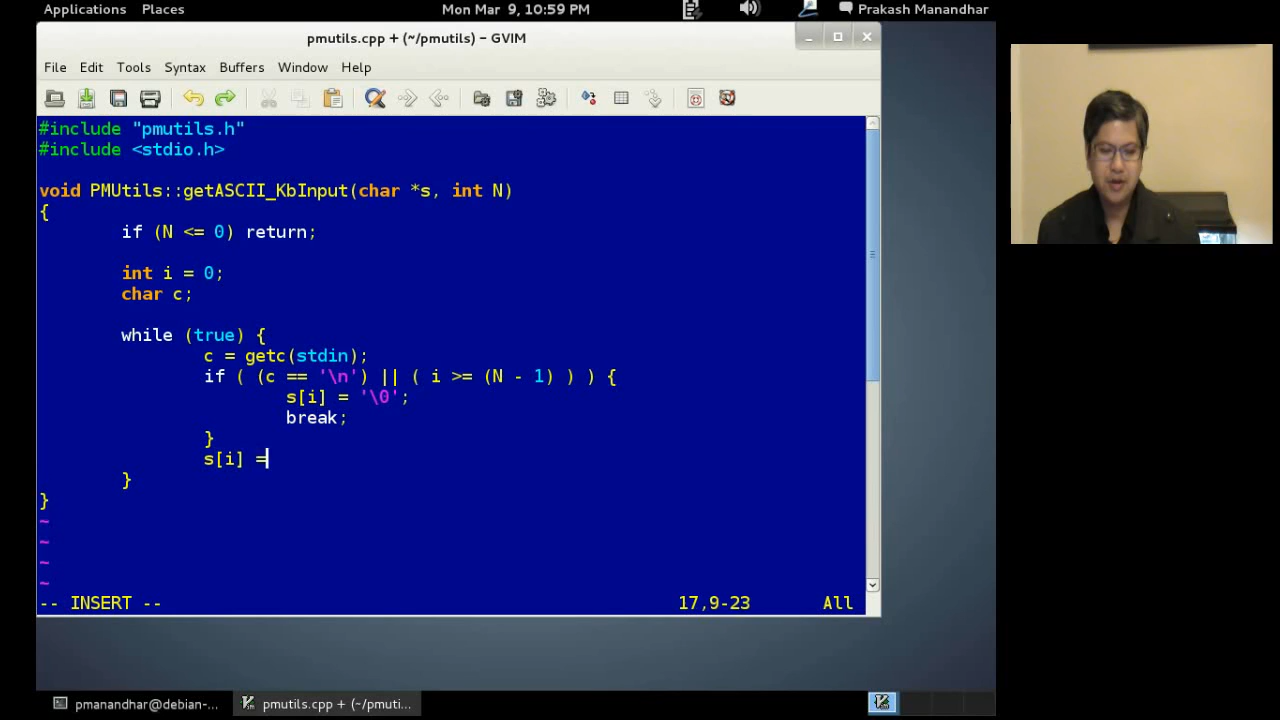 Applications Places Mon Mar 9, 10:59 PM Prakash Manandhar
pmutils.cpp + (~/pmutils) – GVIM
File Edit Tools Syntax Buffers Window Help
#include "pmutils.h"
#include <stdio.h>
void PMUtils::getASCII_KbInput(char *s, int N)
{
if (N <= 0) return;
int i = 0;
char c;
while (true) {
c = getc(stdin);
if ( (c == '\n') || ( i >= (N - 1) ) ) {
s[i] = '\0';
break;
}
s[i] =
}
}
~
~
~
~
-- INSERT -- 17,9-23 All
pmanandhar@debian-... pmutils.cpp + (~/pmuti...